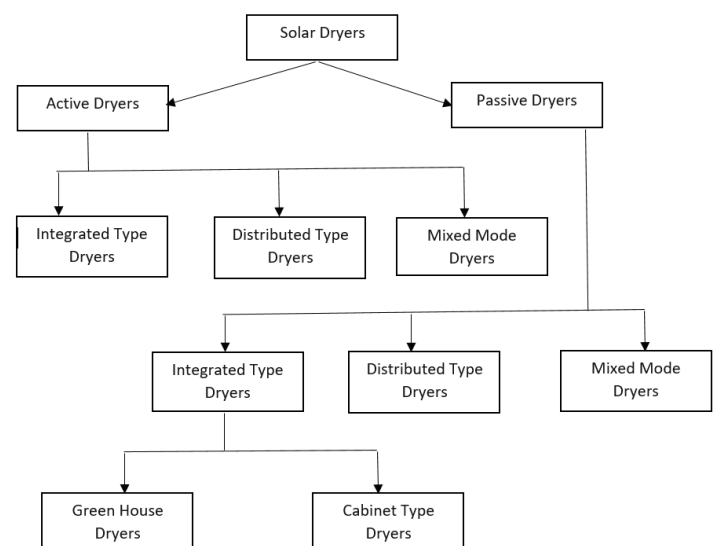 Solar Dryers
Active Dryers
Passive Dryers
Integrated Type
Dryers
Distributed Type
Dryers
Mixed Mode
Dryers
Integrated Type
Dryers
Distributed Type
Dryers
Mixed Mode
Dryers
Green House
Dryers
Cabinet Type
Dryers